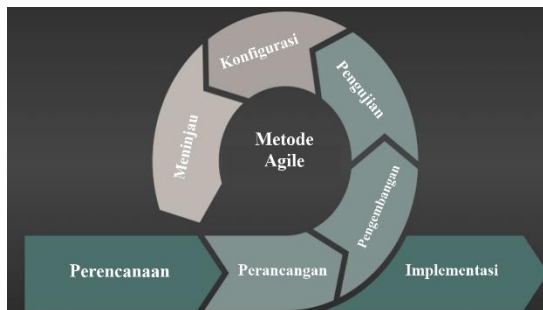 Konfigurasi
Pengujian
Meninjau
Metode
Agile
Pengembangan
Perencanaan
Perancangan
Implementasi